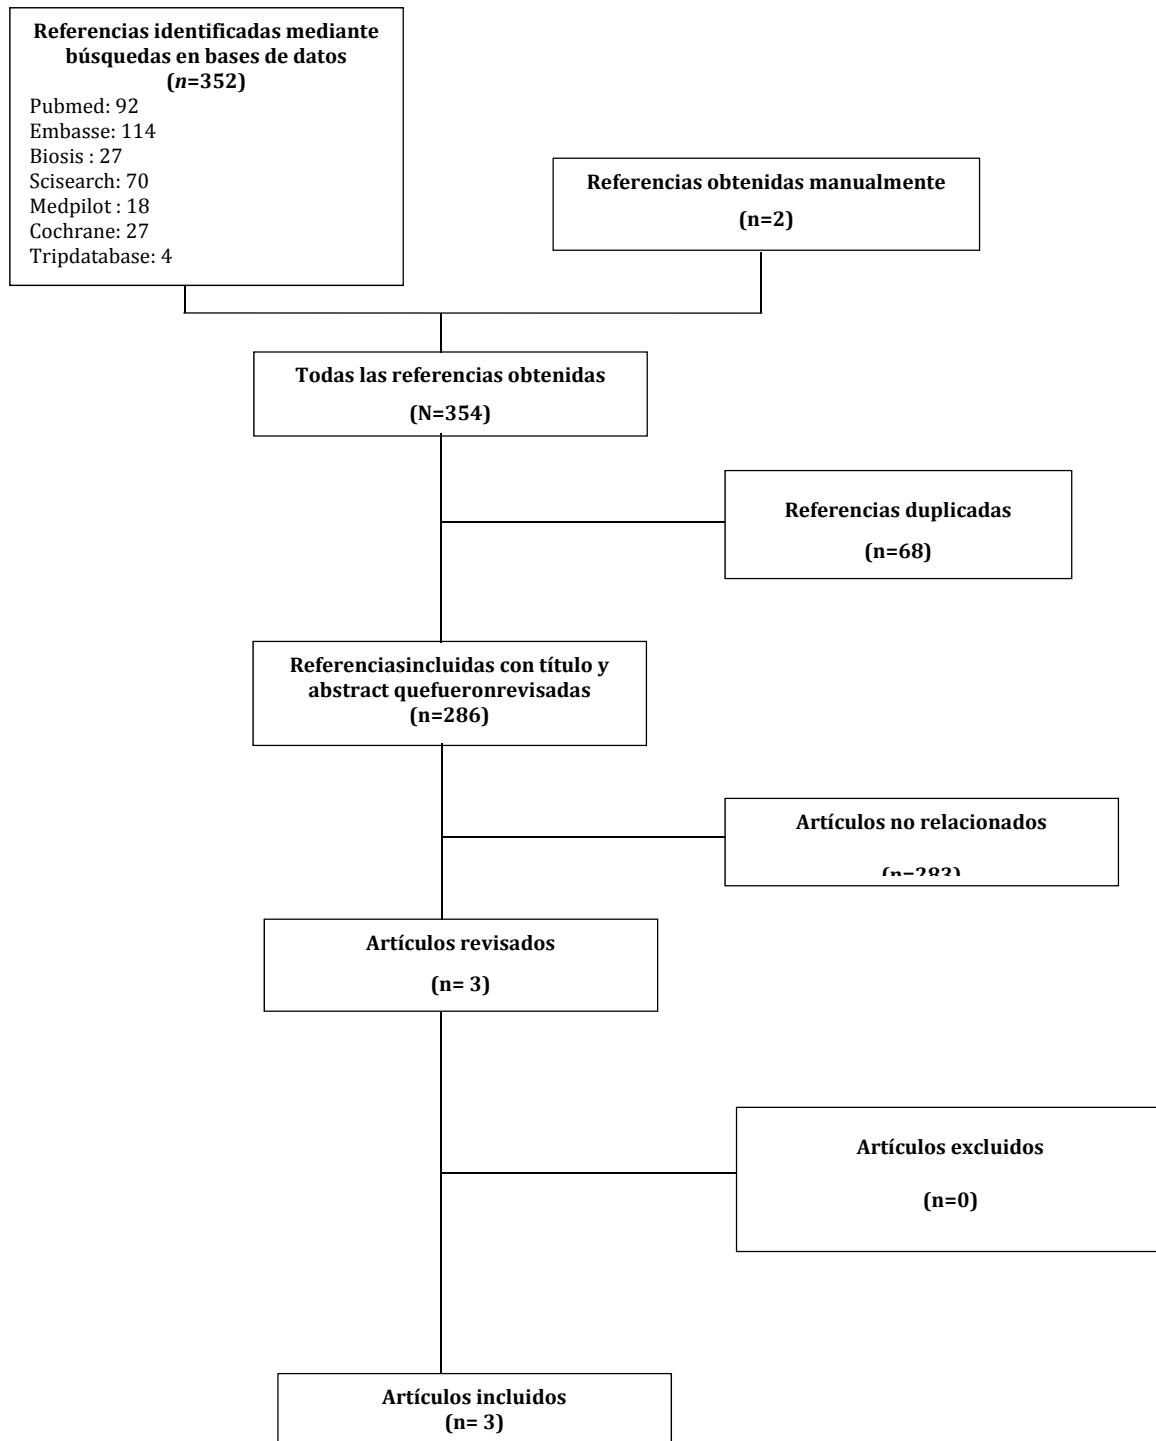 Referencias identificadas mediante
búsquedas en bases de datos
(n=352)
Pubmed: 92
Embasse: 114
Biosis : 27
Scisearch: 70
Medpilot : 18
Cochrane: 27
Tripdatabase: 4
Referencias obtenidas manualmente
(n=2)
Todas las referencias obtenidas
(N=354)
Referencias duplicadas
(n=68)
Referenciasincluidas con título y
abstract quefueronrevisadas
(n=286)
Artículos no relacionados
(n=283)
Artículos revisados
(n= 3)
Artículos excluidos
(n=0)
Artículos incluidos
(n= 3)